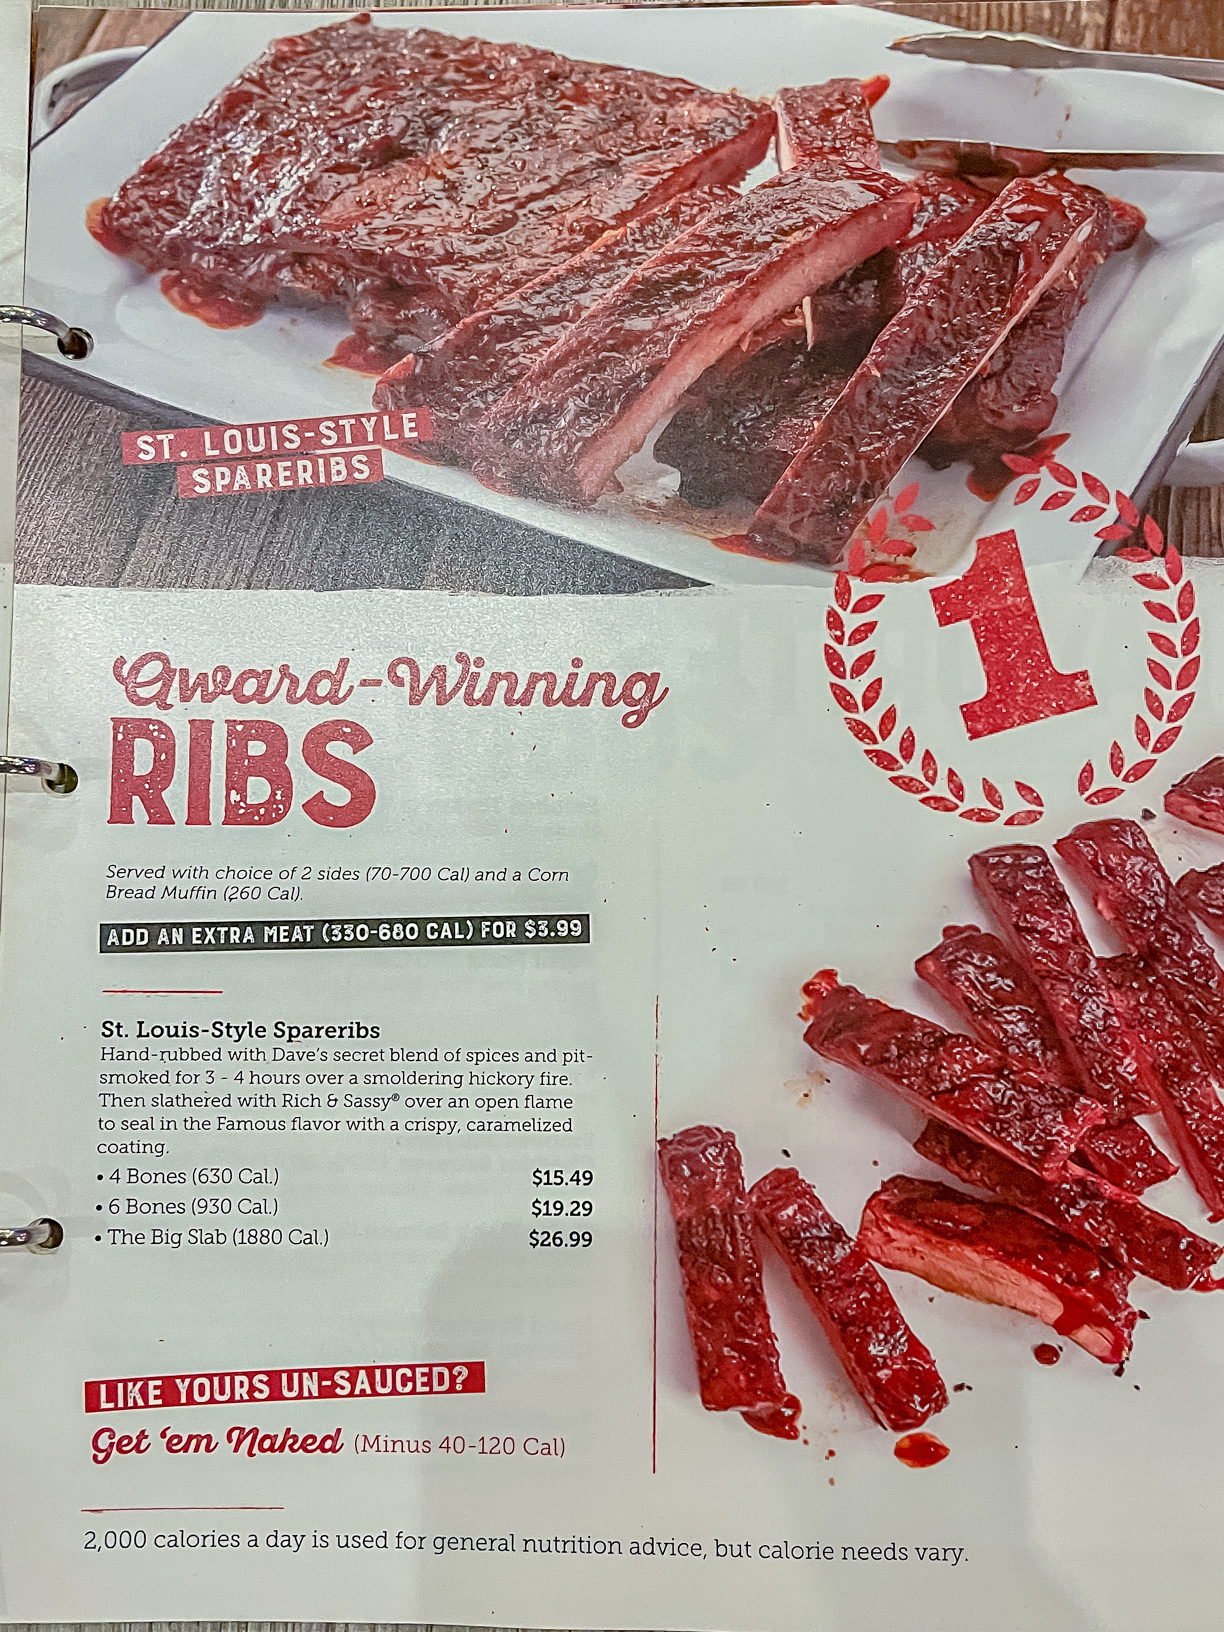 ST. LOUIS-STYLE
SPARERIBS
1
Award-Winning
RIBS
Served with choice of 2 sides (70-700 Cal) and a Corn
Bread Muffin (260 Cal).
ADD AN EXTRA MEAT (330-680 CAL) FOR $3.99
St. Louis-Style Spareribs
Hand-rubbed with Dave's secret blend of spices and pit-
smoked for 3 - 4 hours over a smoldering hickory fire.
Then slathered with Rich & Sassy® over an open flame
to seal in the Famous flavor with a crispy, caramelized
coating.
• 4 Bones (630 Cal.) $15.49
• 6 Bones (930 Cal.) $19.29
• The Big Slab (1880 Cal.) $26.99
LIKE YOURS UN-SAUCED?
Get 'em Naked (Minus 40-120 Cal)
2,000 calories a day is used for general nutrition advice, but calorie needs vary.